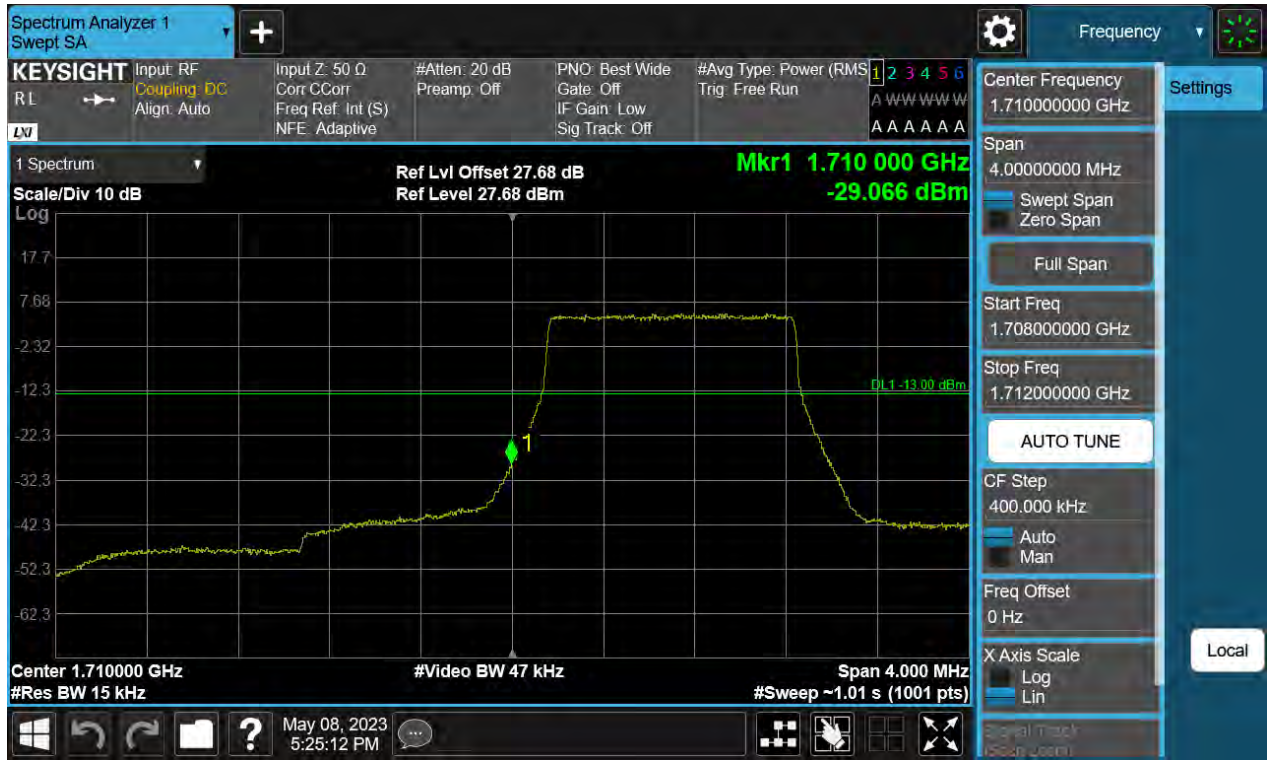 Spectrum Analyzer 1
Swept SA
Frequency
KEYSIGHT
RL
LXI
Input: RF
Coupling: DC
Align: Auto
Input Z: 50 Ω
Corr CCorr
Freq Ref: Int (S)
NFE: Adaptive
#Atten: 20 dB
Preamp: Off
PNO: Best Wide
Gate: Off
IF Gain: Low
Sig Track: Off
#Avg Type: Power (RMS
Trig: Free Run
1 2 3 4 5 6
A W W W W W
A A A A A A
1 Spectrum
Scale/Div 10 dB
Log
Ref Lvl Offset 27.68 dB
Ref Level 27.68 dBm
Mkr1 1.710 000 GHz
-29.066 dBm
17.7
7.68
-2.32
-12.3
-22.3
-32.3
-42.3
-52.3
-62.3
DL1 -13.00 dBm
1
Center 1.710000 GHz
#Res BW 15 kHz
#Video BW 47 kHz
Span 4.000 MHz
#Sweep ~1.01 s (1001 pts)
May 08, 2023
5:25:12 PM
Center Frequency
1.710000000 GHz
Span
4.00000000 MHz
Swept Span
Zero Span
Full Span
Start Freq
1.708000000 GHz
Stop Freq
1.712000000 GHz
AUTO TUNE
CF Step
400.000 kHz
Auto
Man
Freq Offset
0 Hz
X Axis Scale
Log
Lin
Signal Track
(Span Zoom)
Settings
Local